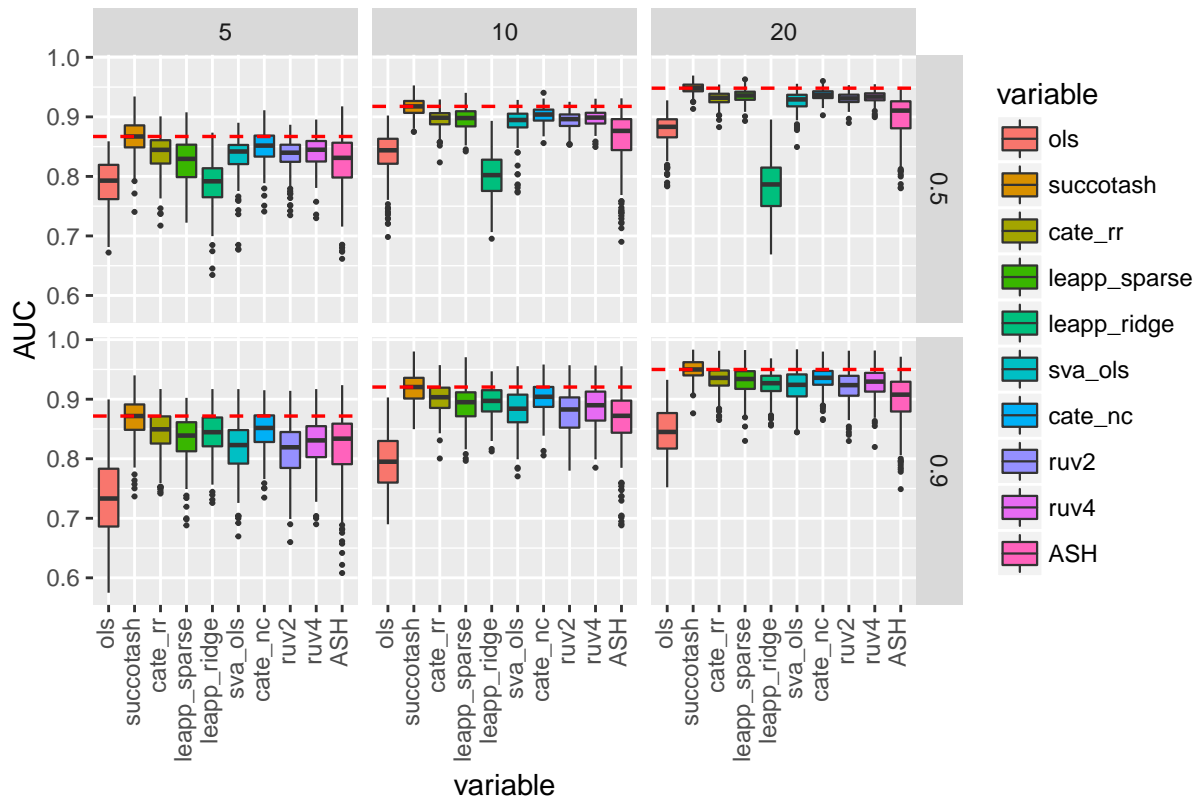 5
10
20
AUC
1.0
0.9
0.8
0.7
0.6
0.5
1.0
0.9
0.8
0.7
0.6
0.9
ols
succotash
cate_rr
leapp_sparse
leapp_ridge
sva_ols
cate_nc
ruv2
ruv4
ASH
ols
succotash
cate_rr
leapp_sparse
leapp_ridge
sva_ols
cate_nc
ruv2
ruv4
ASH
ols
succotash
cate_rr
leapp_sparse
leapp_ridge
sva_ols
cate_nc
ruv2
ruv4
ASH
variable
variable
ols
succotash
cate_rr
leapp_sparse
leapp_ridge
sva_ols
cate_nc
ruv2
ruv4
ASH